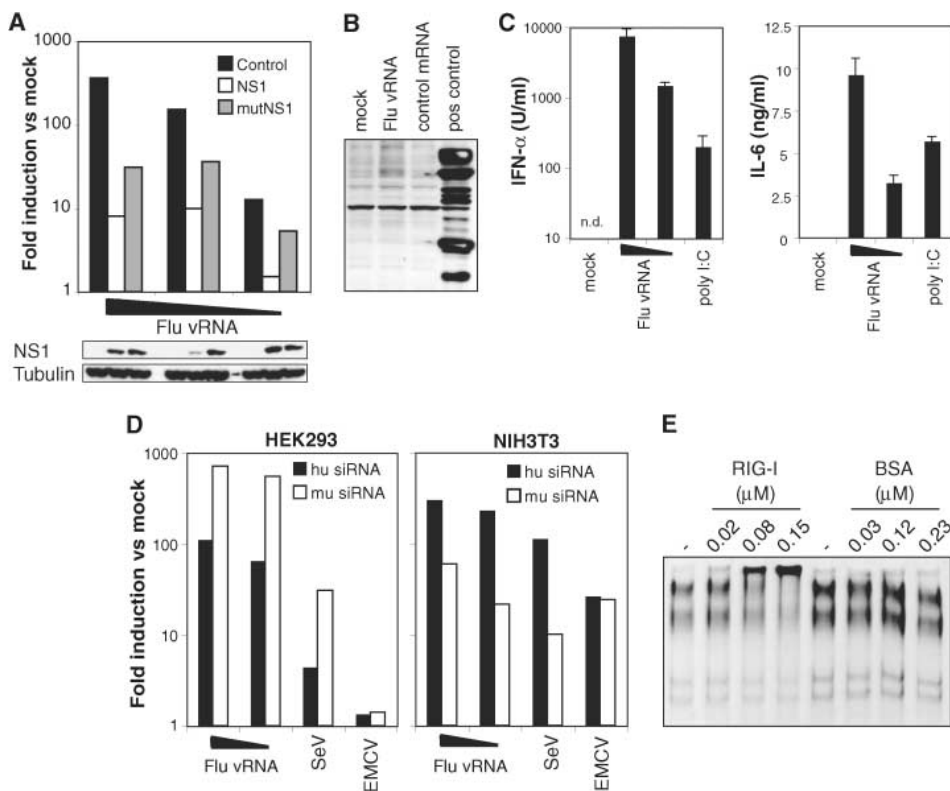 A
Fold induction vs mock
1000
100
10
1
Control
NS1
mutNS1
Flu vRNA
NS1
Tubulin
B
mock
Flu vRNA
control mRNA
pos control
C
IFN-α (U/ml)
10000
1000
100
10
n.d.
mock
Flu vRNA
poly I:C
IL-6 (ng/ml)
12.5
10
7.5
5
2.5
0
mock
Flu vRNA
poly I:C
D
HEK293
Fold induction vs mock
1000
100
10
1
hu siRNA
mu siRNA
Flu vRNA
SeV
EMCV
NIH3T3
hu siRNA
mu siRNA
Flu vRNA
SeV
EMCV
E
RIG-I
(μM)
BSA
(μM)
- 0.02 0.08 0.15 - 0.03 0.12 0.23